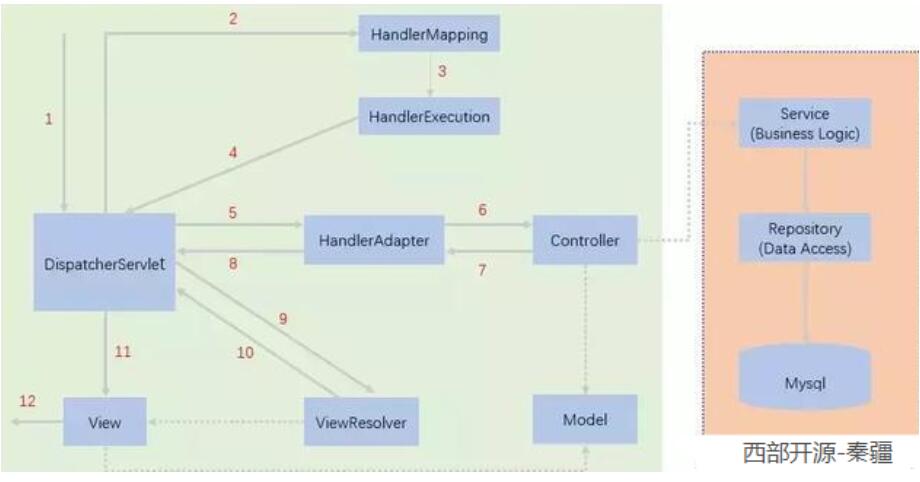 2
HandlerMapping
3
1
HandlerExecution
4
Service
(Business Logic)
5
6
DispatcherServlet
HandlerAdapter
Controller
Repository
(Data Access)
8
7
9
10
11
12
View
ViewResolver
Model
Mysql
西部开源-秦疆